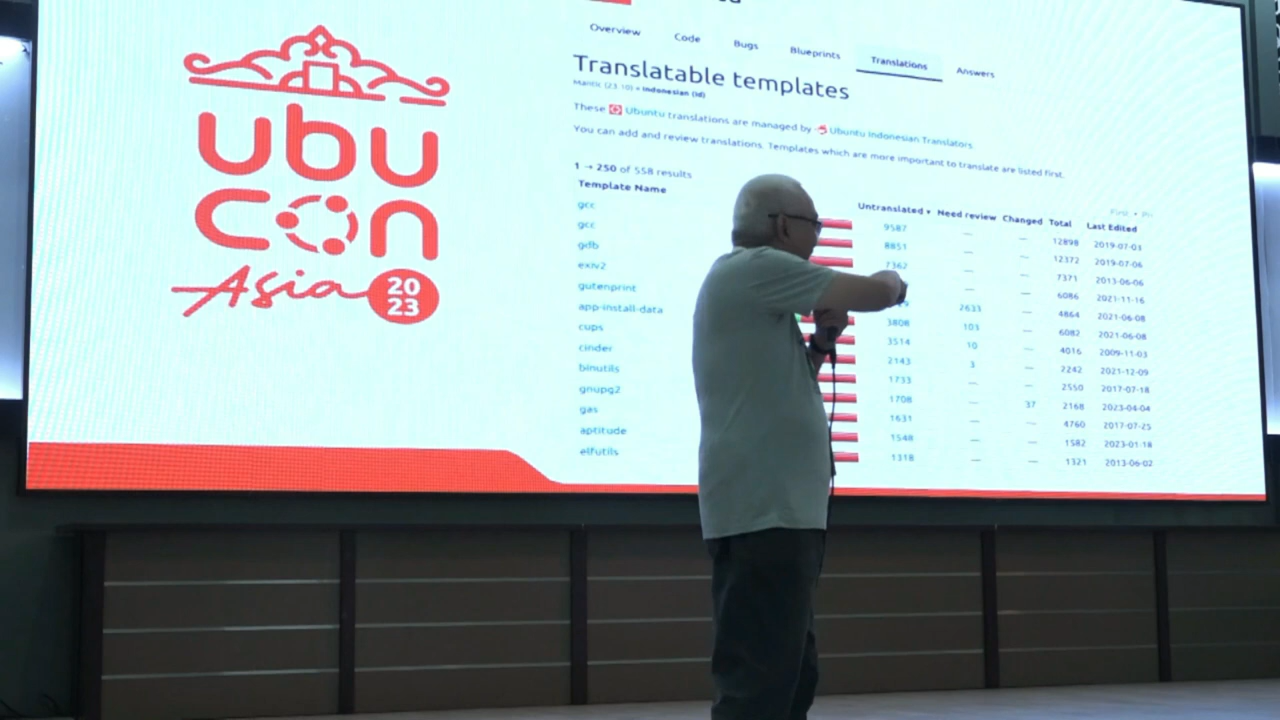 ubu
con
Asia 20
23
Overview Code Bugs Blueprints Translations Answers
Translatable templates
Mantic (23.10) « Indonesian (id)
These Ubuntu translations are managed by Ubuntu Indonesian Translators
You can add and review translations. Templates which are more important to translate are listed first.
1 → 250 of 558 results
First •
Template Name Untranslated ▾ Need review Changed Total Last Edited
gcc 9587 — — 12898 2019-07-03
gcc 8851 — — 12372 2019-07-06
gdb 7362 — — 7371 2013-06-06
exiv2 — — 6086 2021-11-16
gutenprint 2633 — 4864 2021-06-08
app-install-data 3808 103 — 6082 2021-06-08
cups 3514 10 — 4016 2009-11-03
cinder 2143 3 — 2242 2021-12-09
binutils 1733 — — 2550 2017-07-18
gnupg2 1708 — 37 2168 2023-04-04
gas 1631 — — 4760 2017-07-25
aptitude 1548 — — 1582 2023-01-18
elfutils 1318 — — 1321 2013-06-02